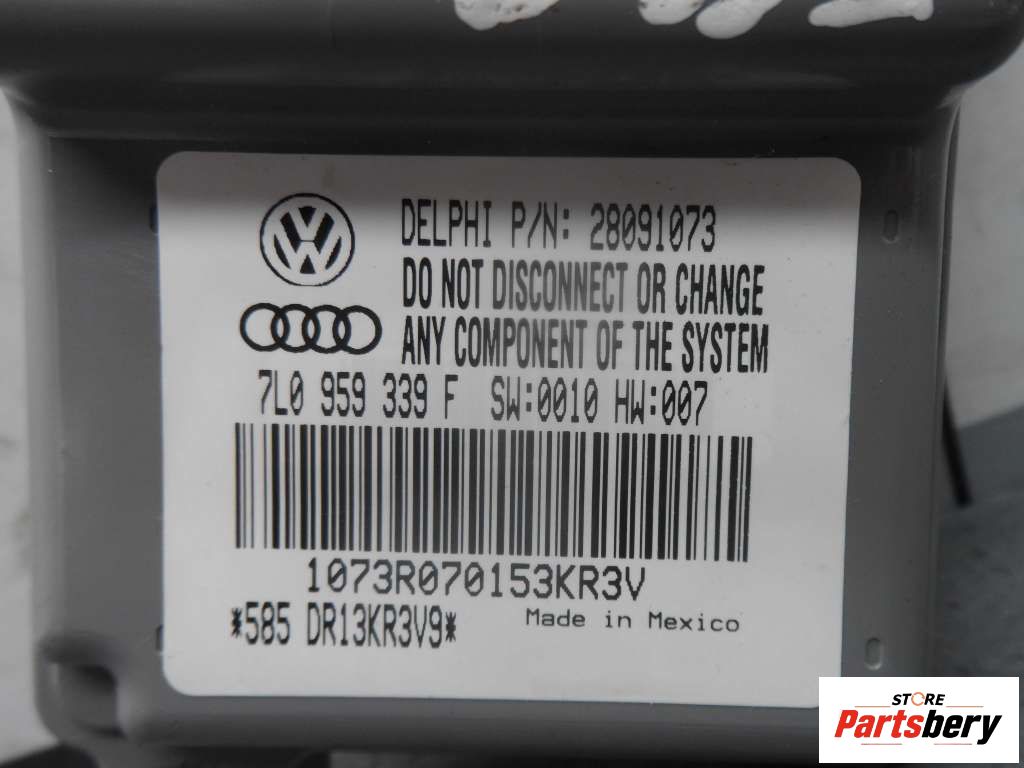 DELPHI P/N: 28091073
DO NOT DISCONNECT OR CHANGE
ANY COMPONENT OF THE SYSTEM
7L0 959 339 F SW:0010 HW:007
1073R070153KR3V
*585 DR13KR3V9*
Made in Mexico
STORE
Partsbery